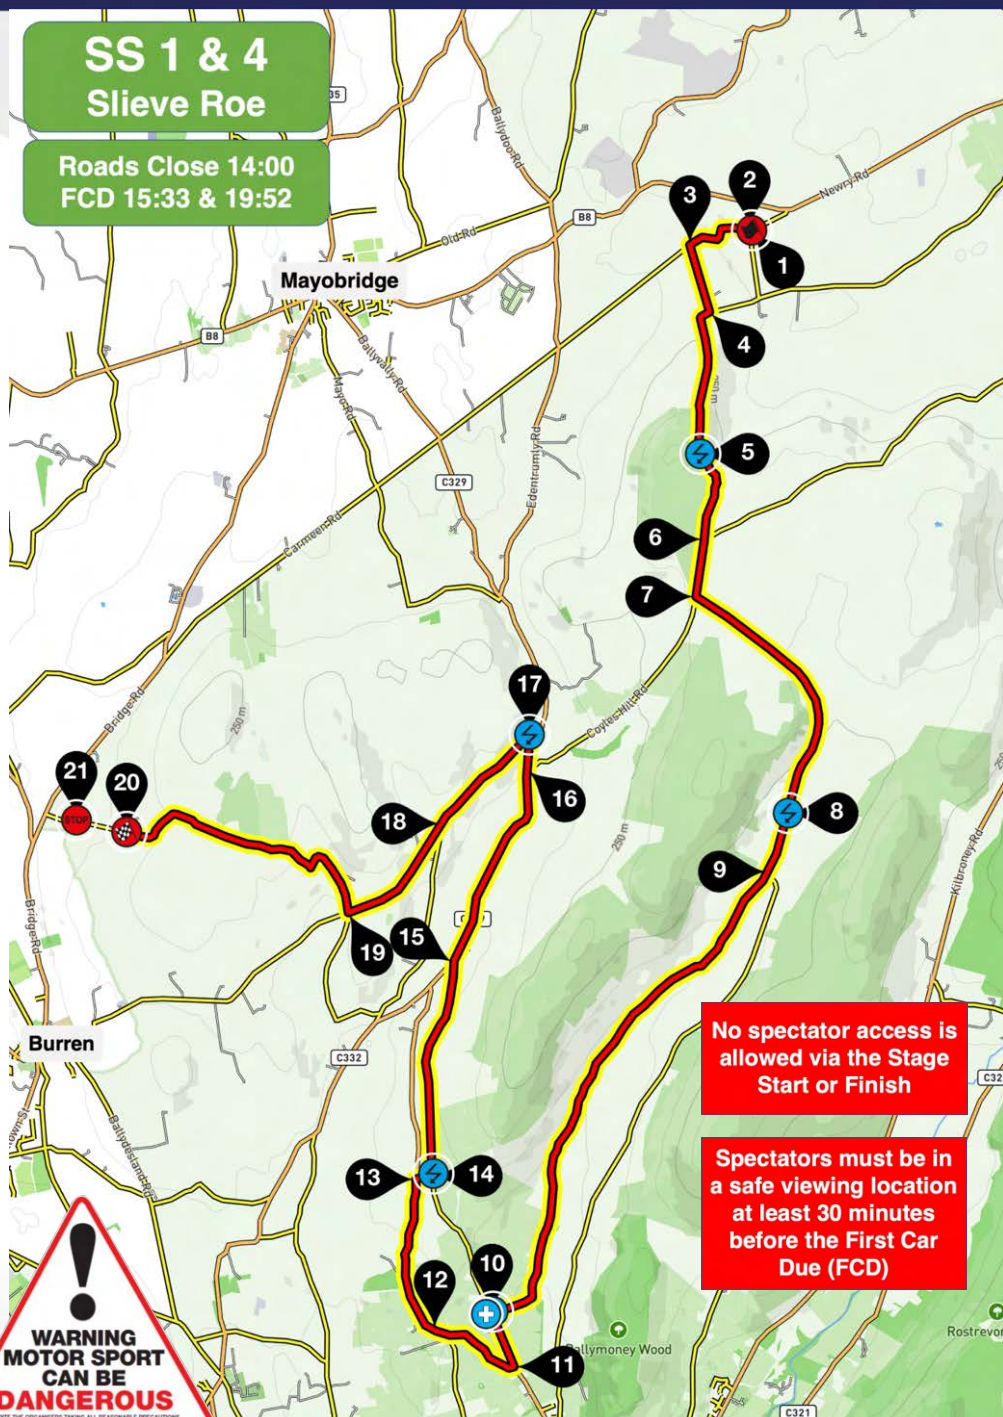 SS 1 & 4
Slieve Roe
Roads Close 14:00
FCD 15:33 & 19:52
Ballydoo Rd
2
3
Newry Rd
B8
Old Rd
1
Mayobridge
B8
4
Ballyvally Rd
Mayo Rd
5
Edentrumly Rd
C329
Carmeen Rd
6
7
17
Bridge Rd
250 m
Coyles Hill Rd
21
20
STOP
16
18
8
250 m
9
Kilbroney Rd
15
19
Bridge Rd
No spectator access is
allowed via the Stage
Start or Finish
Burren
C332
Ballydesland Rd
13
14
Spectators must be in
a safe viewing location
at least 30 minutes
before the First Car
Due (FCD)
10
12
WARNING
MOTOR SPORT
CAN BE
DANGEROUS
11
Ballymoney Wood
Rostrevor
C321